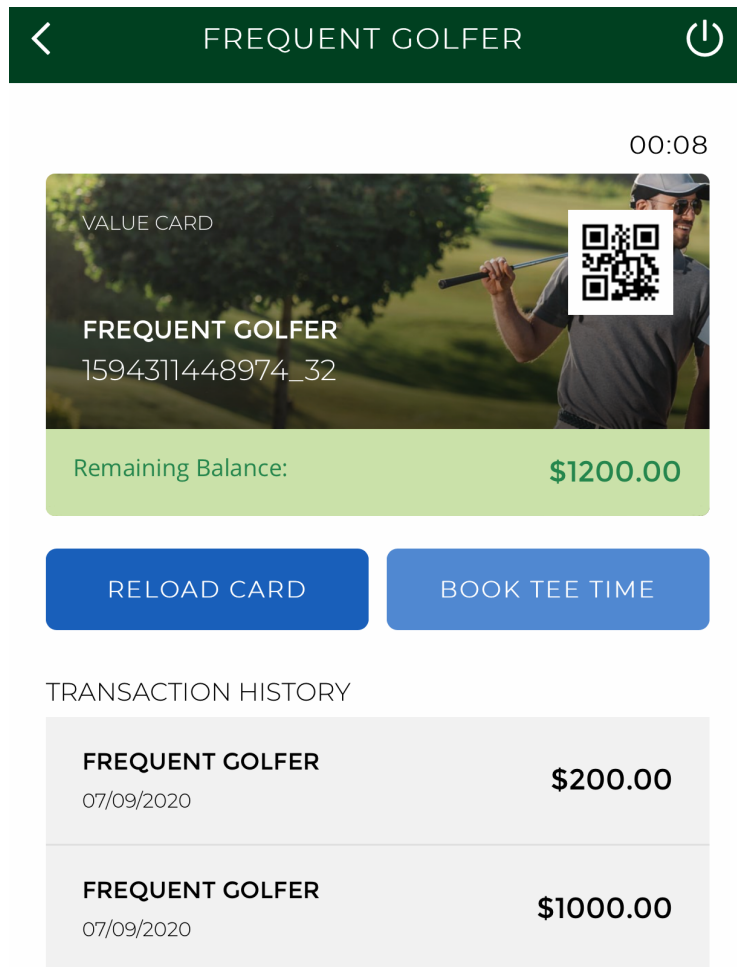 FREQUENT GOLFER
00:08
VALUE CARD
FREQUENT GOLFER
1594311448974_32
Remaining Balance: $1200.00
RELOAD CARD BOOK TEE TIME
TRANSACTION HISTORY
FREQUENT GOLFER
$200.00
07/09/2020
FREQUENT GOLFER
$1000.00
07/09/2020